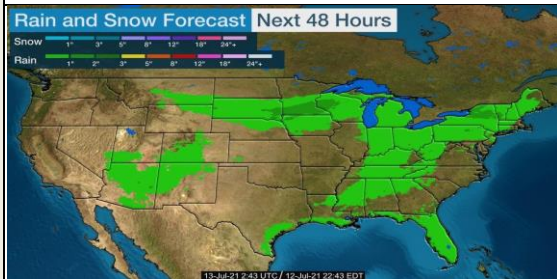 Rain and Snow Forecast Next 48 Hours
Snow
1" 3" 5" 8" 12" 18" 24"+
Rain
1" 2" 3" 5" 8" 12" 18" 24"+
13-Jul-21 2:43 UTC / 12-Jul-21 22:43 EDT